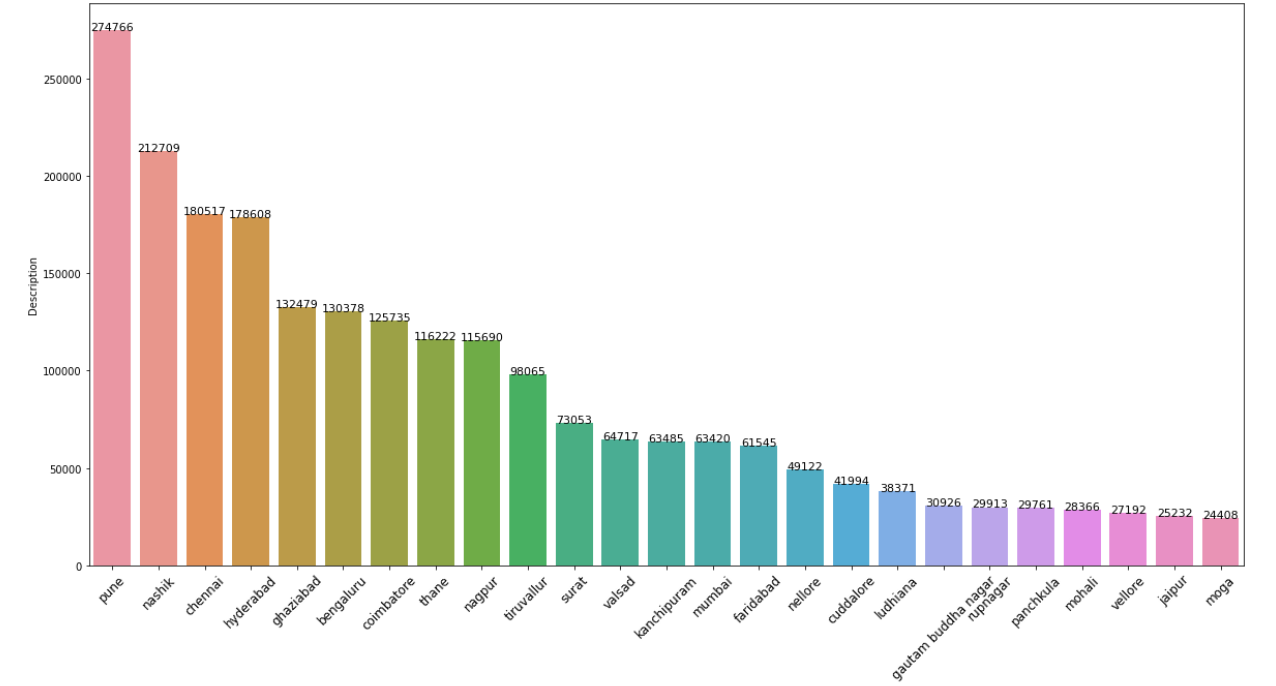 274766
250000
212709
200000
180517
178608
150000
132479
130378
125735
116222
115690
100000
98065
73053
64717
63485
63420
61545
50000
49122
41994
38371
30926
29913
29761
28366
27192
25232
24408
0
Description
pune
nashik
chennai
hyderabad
ghaziabad
bengaluru
coimbatore
thane
nagpur
tiruvallur
surat
valsad
kanchipuram
mumbai
faridabad
nellore
cuddalore
ludhiana
gautam buddha nagar
rupnagar
panchkula
mohali
vellore
jaipur
moga